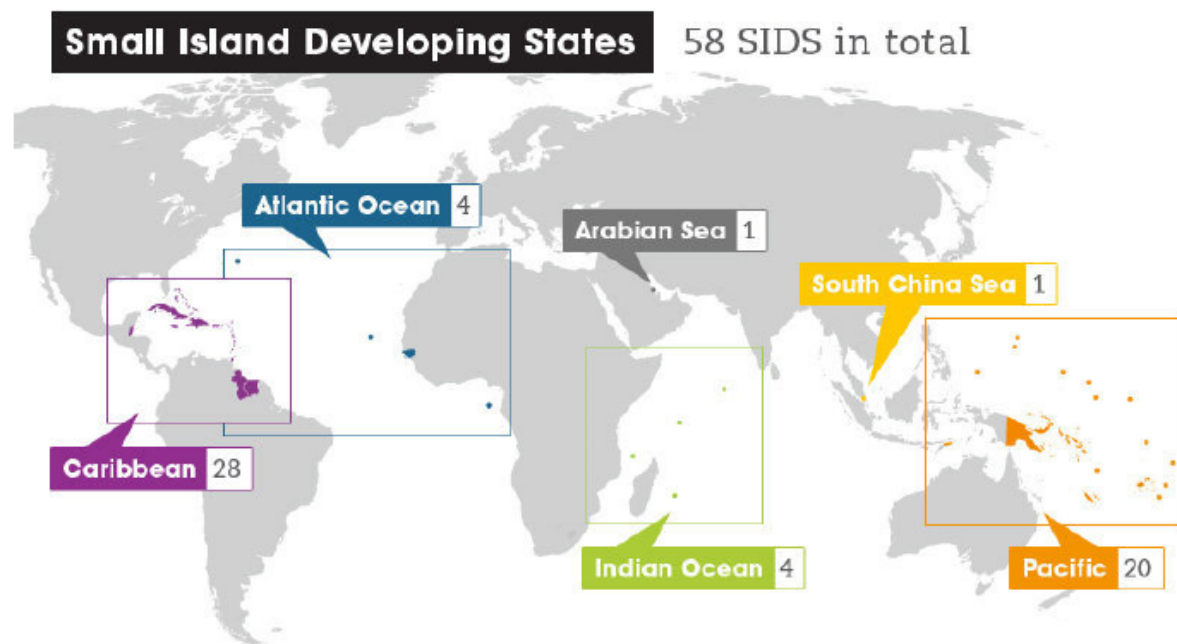 Small Island Developing States 58 SIDS in total
Atlantic Ocean 4
Arabian Sea 1
South China Sea 1
Caribbean 28
Indian Ocean 4
Pacific 20